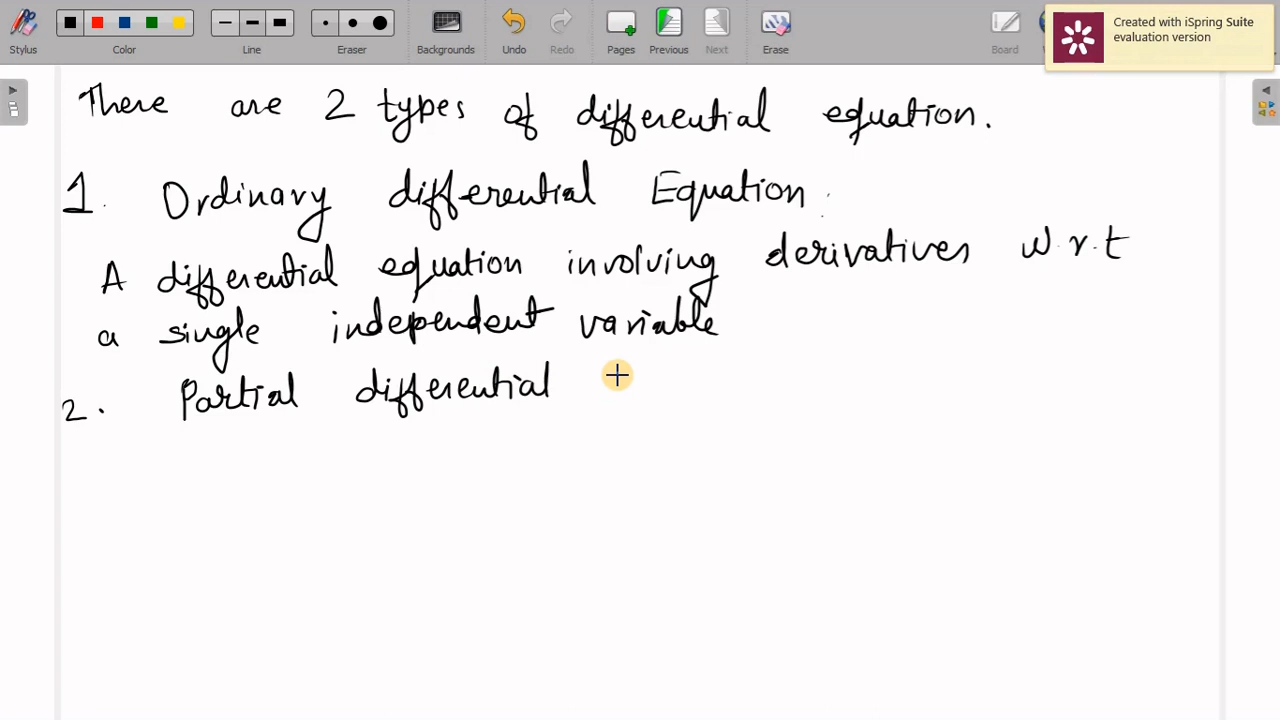 Stylus Color Line Eraser Backgrounds Undo Redo Pages Previous Next Erase Board
Created with iSpring Suite
evaluation version
There are 2 types of differential equation.
1. Ordinary differential Equation.
A differential equation involving derivatives w.r.t
a single independent variable
2. Partial differential